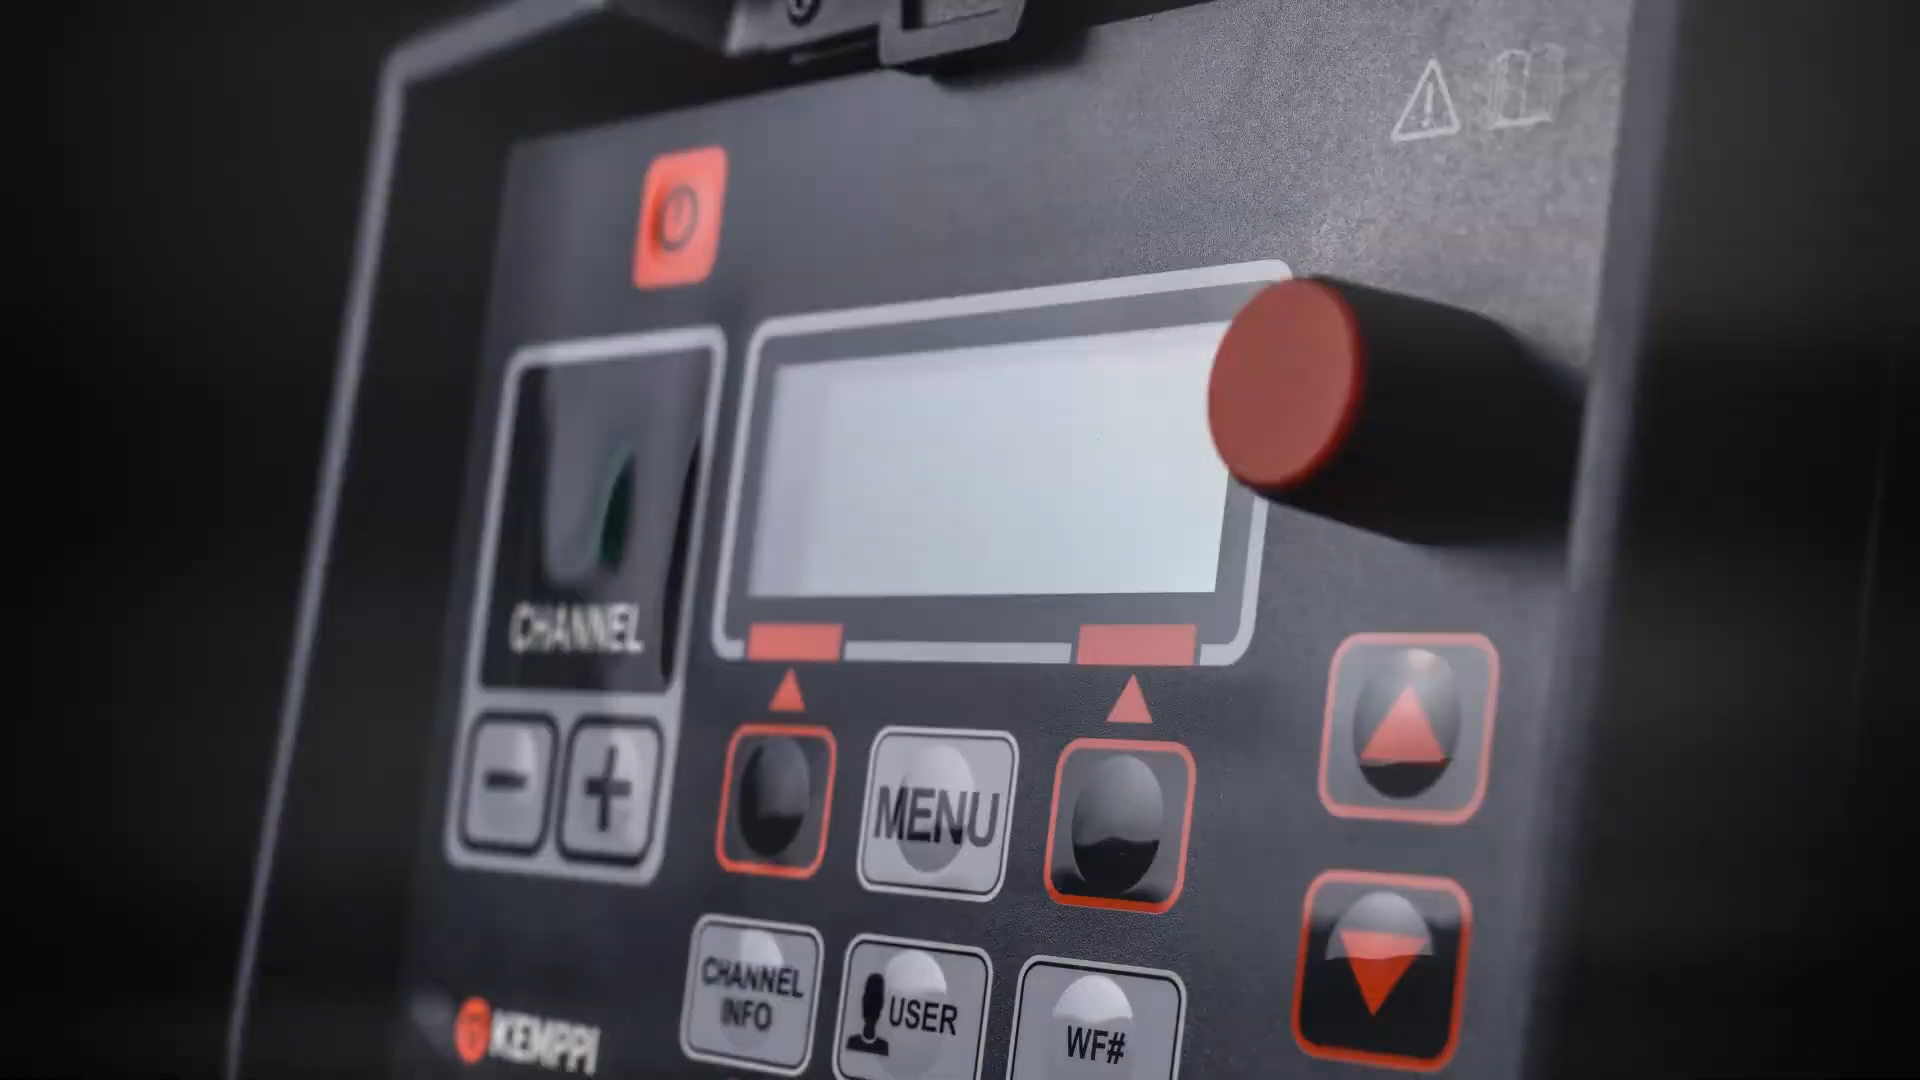 CHANNEL
MENU
CHANNEL
INFO
USER
WF#
KEMPPI